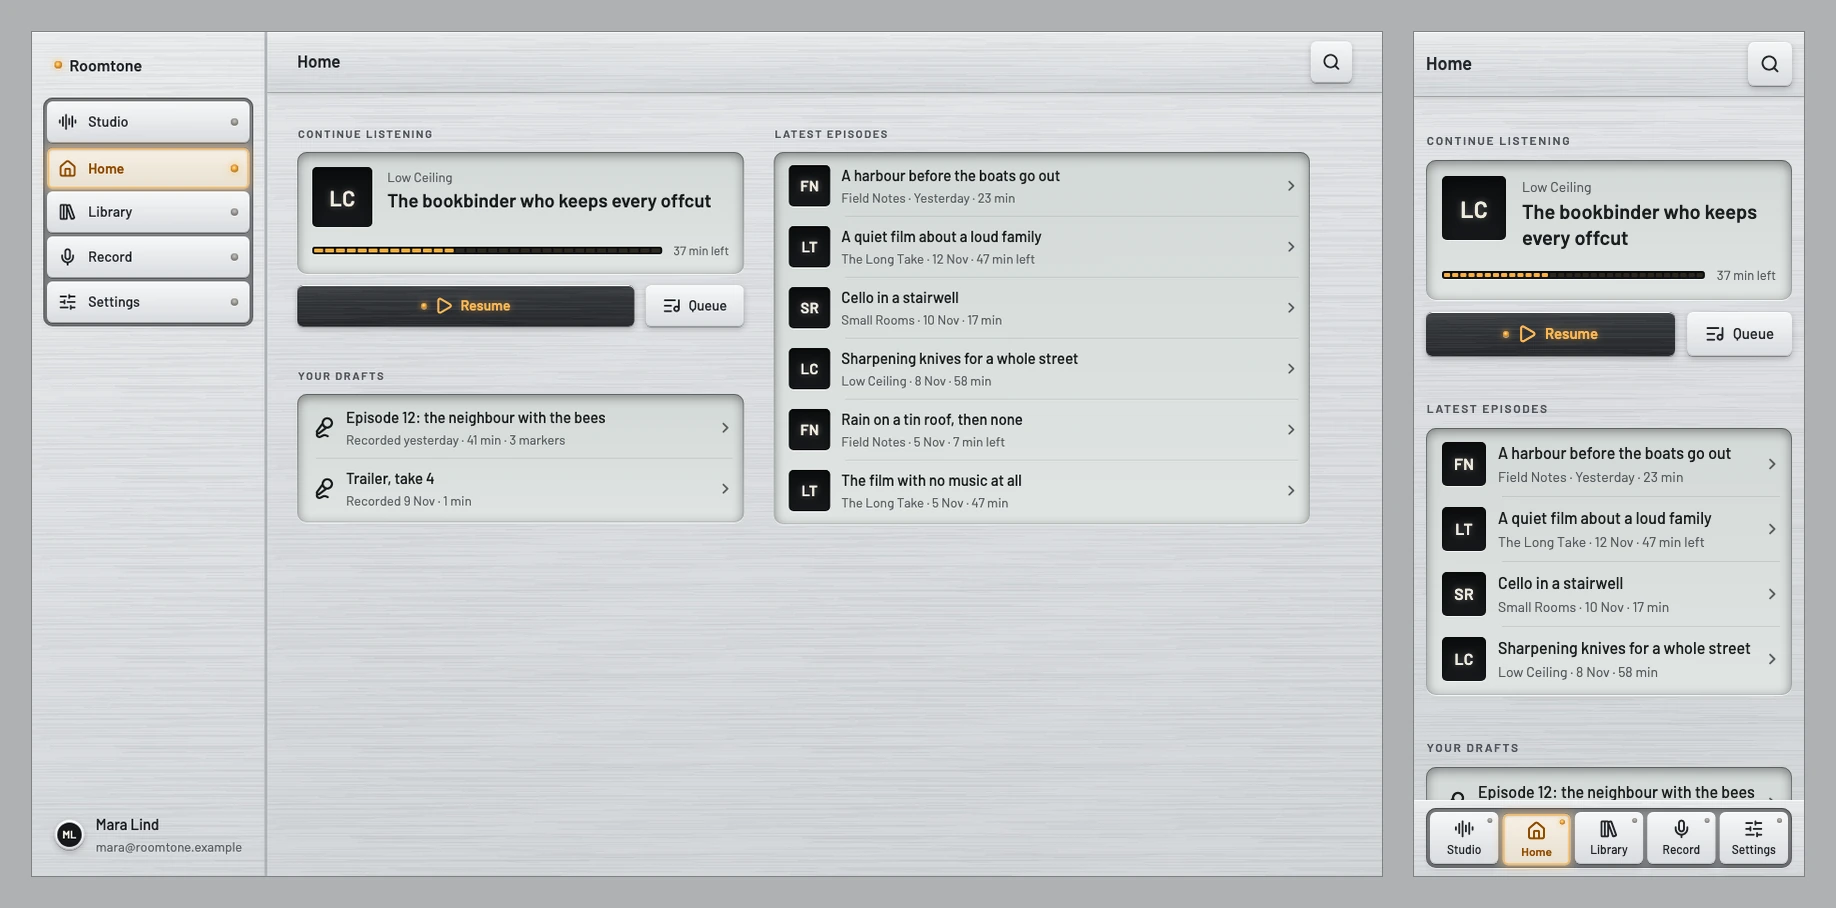 Roomtone
Studio
Home
Library
Record
Settings
ML
Mara Lind
mara@roomtone.example
Home
CONTINUE LISTENING
LC
Low Ceiling
The bookbinder who keeps every offcut
37 min left
Resume
Queue
YOUR DRAFTS
Episode 12: the neighbour with the bees
Recorded yesterday · 41 min · 3 markers
Trailer, take 4
Recorded 9 Nov · 1 min
LATEST EPISODES
FN
A harbour before the boats go out
Field Notes · Yesterday · 23 min
LT
A quiet film about a loud family
The Long Take · 12 Nov · 47 min left
SR
Cello in a stairwell
Small Rooms · 10 Nov · 17 min
LC
Sharpening knives for a whole street
Low Ceiling · 8 Nov · 58 min
FN
Rain on a tin roof, then none
Field Notes · 5 Nov · 7 min left
LT
The film with no music at all
The Long Take · 5 Nov · 47 min
Home
CONTINUE LISTENING
LC
Low Ceiling
The bookbinder who keeps
every offcut
37 min left
Resume
Queue
LATEST EPISODES
FN
A harbour before the boats go out
Field Notes · Yesterday · 23 min
LT
A quiet film about a loud family
The Long Take · 12 Nov · 47 min left
SR
Cello in a stairwell
Small Rooms · 10 Nov · 17 min
LC
Sharpening knives for a whole street
Low Ceiling · 8 Nov · 58 min
YOUR DRAFTS
Episode 12: the neighbour with the bees
Studio
Home
Library
Record
Settings